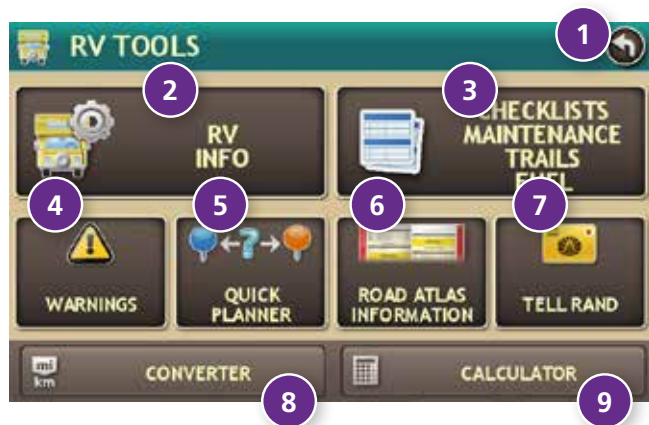 RV TOOLS
1
2
RV
INFO
3
CHECKLISTS
MAINTENANCE
TRAILS
FUEL
4
WARNINGS
5
?
QUICK
PLANNER
6
ROAD ATLAS
INFORMATION
7
TELL RAND
mi
km
CONVERTER
8
CALCULATOR
9